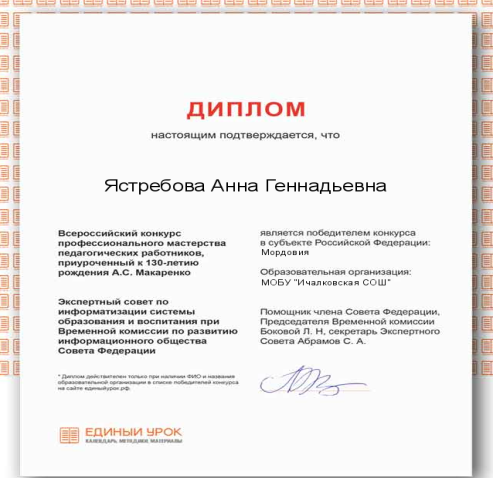 ДИПЛОМ
настоящим подтверждается, что
Ястребова Анна Геннадьевна
Всероссийский конкурс
профессионального мастерства
педагогических работников,
приуроченный к 130-летию
рождения А.С. Макаренко
Экспертный совет по
информатизации системы
образования и воспитания при
Временной комиссии по развитию
информационного общества
Совета Федерации
* Диплом действителен только при наличии ФИО и названия
образовательной организации в списке победителей конкурса
на сайте единыйурок.рф.
является победителем конкурса
в субъекте Российской Федерации:
Мордовия
Образовательная организация:
МОБУ "Ичалковская СОШ"
Помощник члена Совета Федерации,
Председателя Временной комиссии
Боковой Л. Н, секретарь Экспертного
Совета Абрамов С. А.
ЕДИНЫЙ УРОК
КАЛЕНДАРЬ. МЕТОДИКИ. МАТЕРИАЛЫ